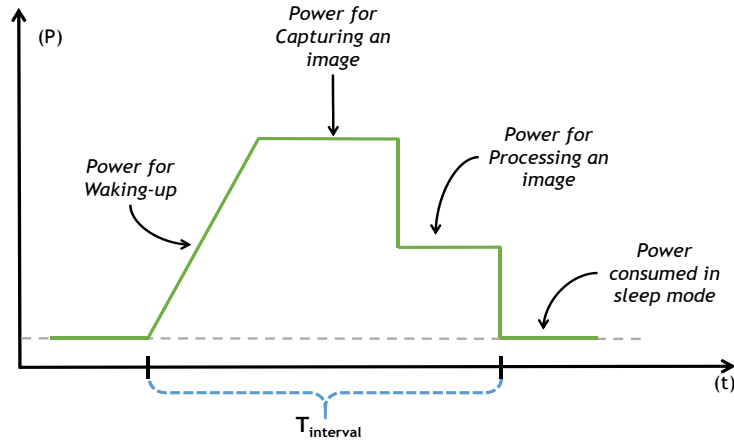 (P)
Power for
Capturing an
image
Power for
Waking-up
Power for
Processing an
image
Power
consumed in
sleep mode
(t)
T interval